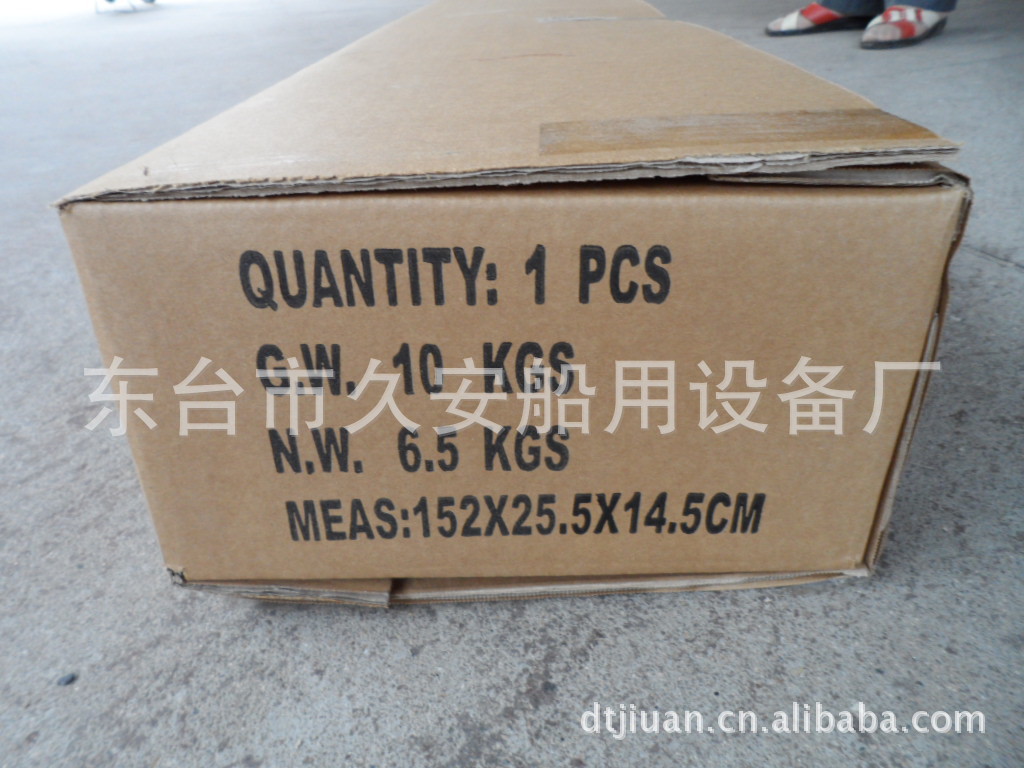 QUANTITY: 1 PCS
G.W. 10 KGS
东台市久安船用设备厂
N.W. 6.5 KGS
MEAS:152X25.5X14.5CM
dtjiuan.cn.alibaba.com